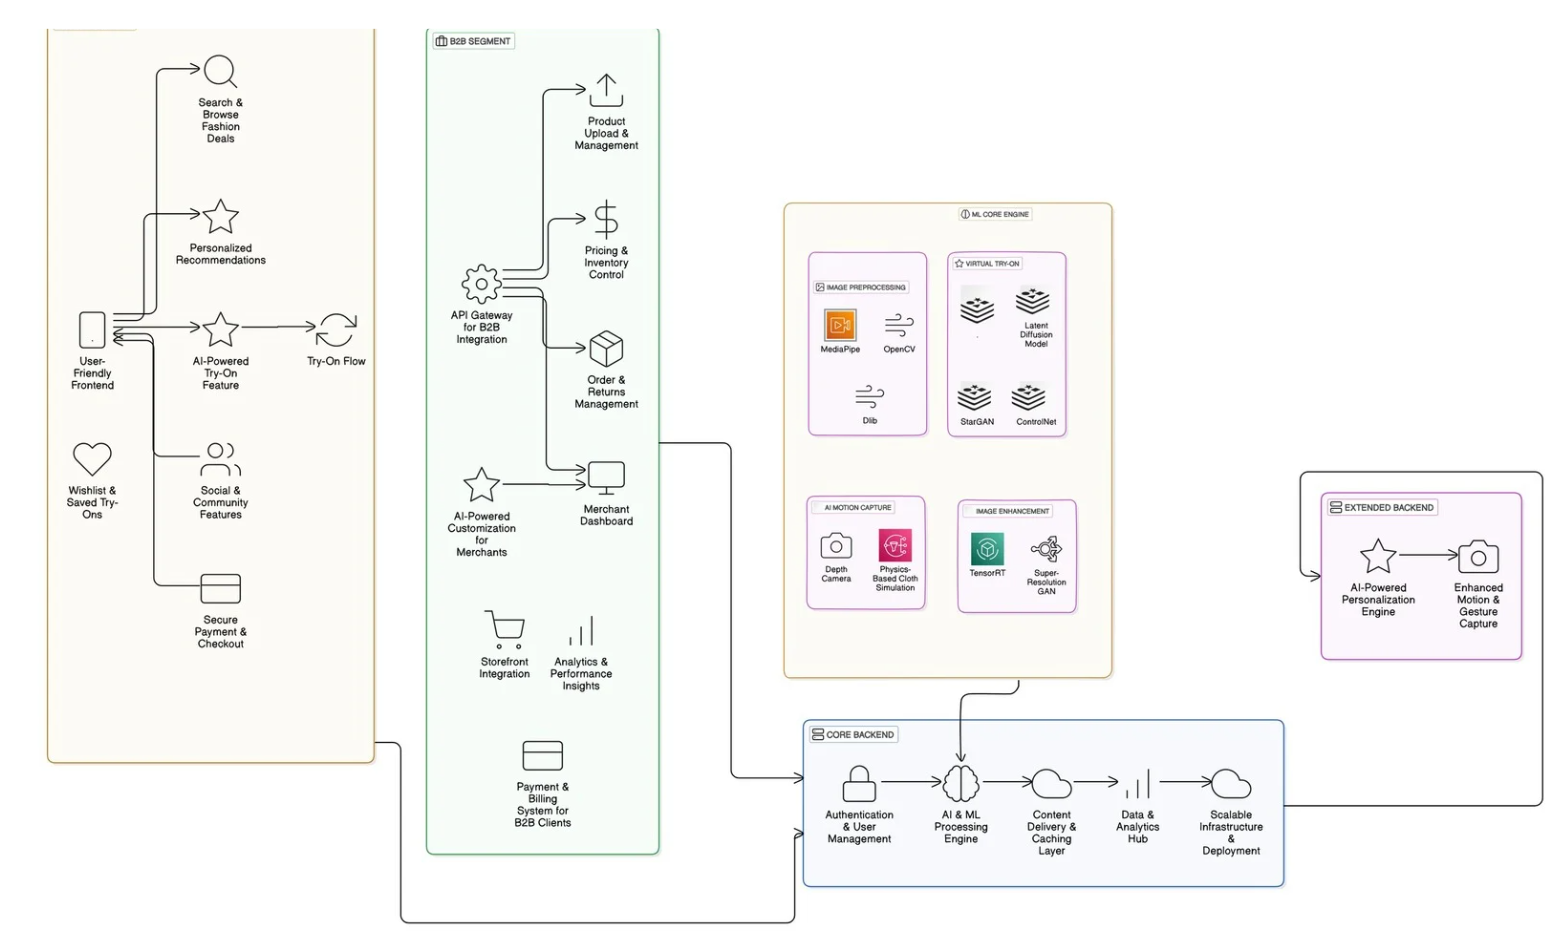 Search &
Browse
Fashion
Deals
Personalized
Recommendations
User-
Friendly
Frontend
AI-Powered
Try-On
Feature
Try-On Flow
Wishlist &
Saved Try-
Ons
Social &
Community
Features
Secure
Payment &
Checkout
B2B SEGMENT
Product
Upload &
Management
Pricing &
Inventory
Control
API Gateway
for B2B
Integration
Order &
Returns
Management
AI-Powered
Customization
for
Merchants
Merchant
Dashboard
Storefront
Integration
Analytics &
Performance
Insights
Payment &
Billing
System for
B2B Clients
ML CORE ENGINE
IMAGE PREPROCESSING
MediaPipe
OpenCV
Dlib
VIRTUAL TRY-ON
.
Latent
Diffusion
Model
StarGAN
ControlNet
AI MOTION CAPTURE
Depth
Camera
Physics-
Based Cloth
Simulation
IMAGE ENHANCEMENT
TensorRT
Super-
Resolution
GAN
CORE BACKEND
Authentication
& User
Management
AI & ML
Processing
Engine
Content
Delivery &
Caching
Layer
Data &
Analytics
Hub
Scalable
Infrastructure
&
Deployment
EXTENDED BACKEND
AI-Powered
Personalization
Engine
Enhanced
Motion &
Gesture
Capture